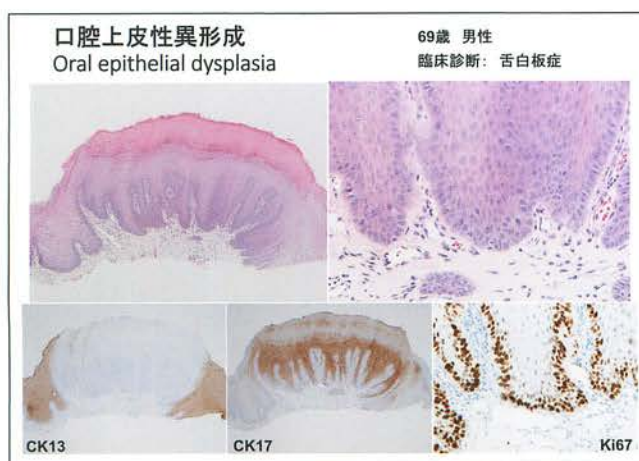 口腔上皮性異形成
Oral epithelial dysplasia
69歳 男性
臨床診断: 舌白板症
CK13
CK17
Ki67